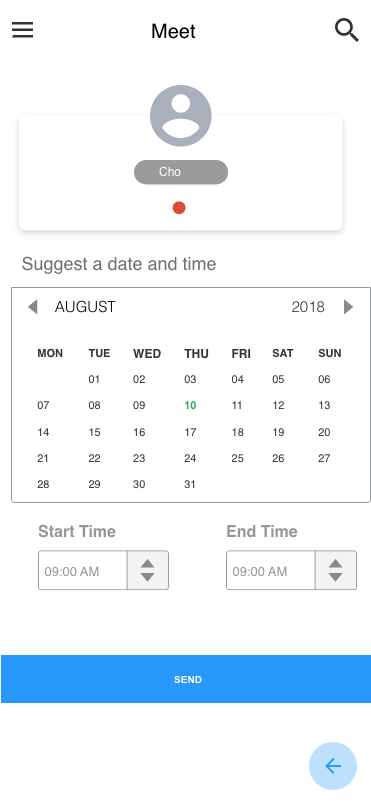 Meet
Cho
Suggest a date and time
AUGUST 2018
MON TUE WED THU FRI SAT SUN
01 02 03 04 05 06
07 08 09 10 11 12 13
14 15 16 17 18 19 20
21 22 23 24 25 26 27
28 29 30 31
Start Time End Time
09:00 AM 09:00 AM
SEND